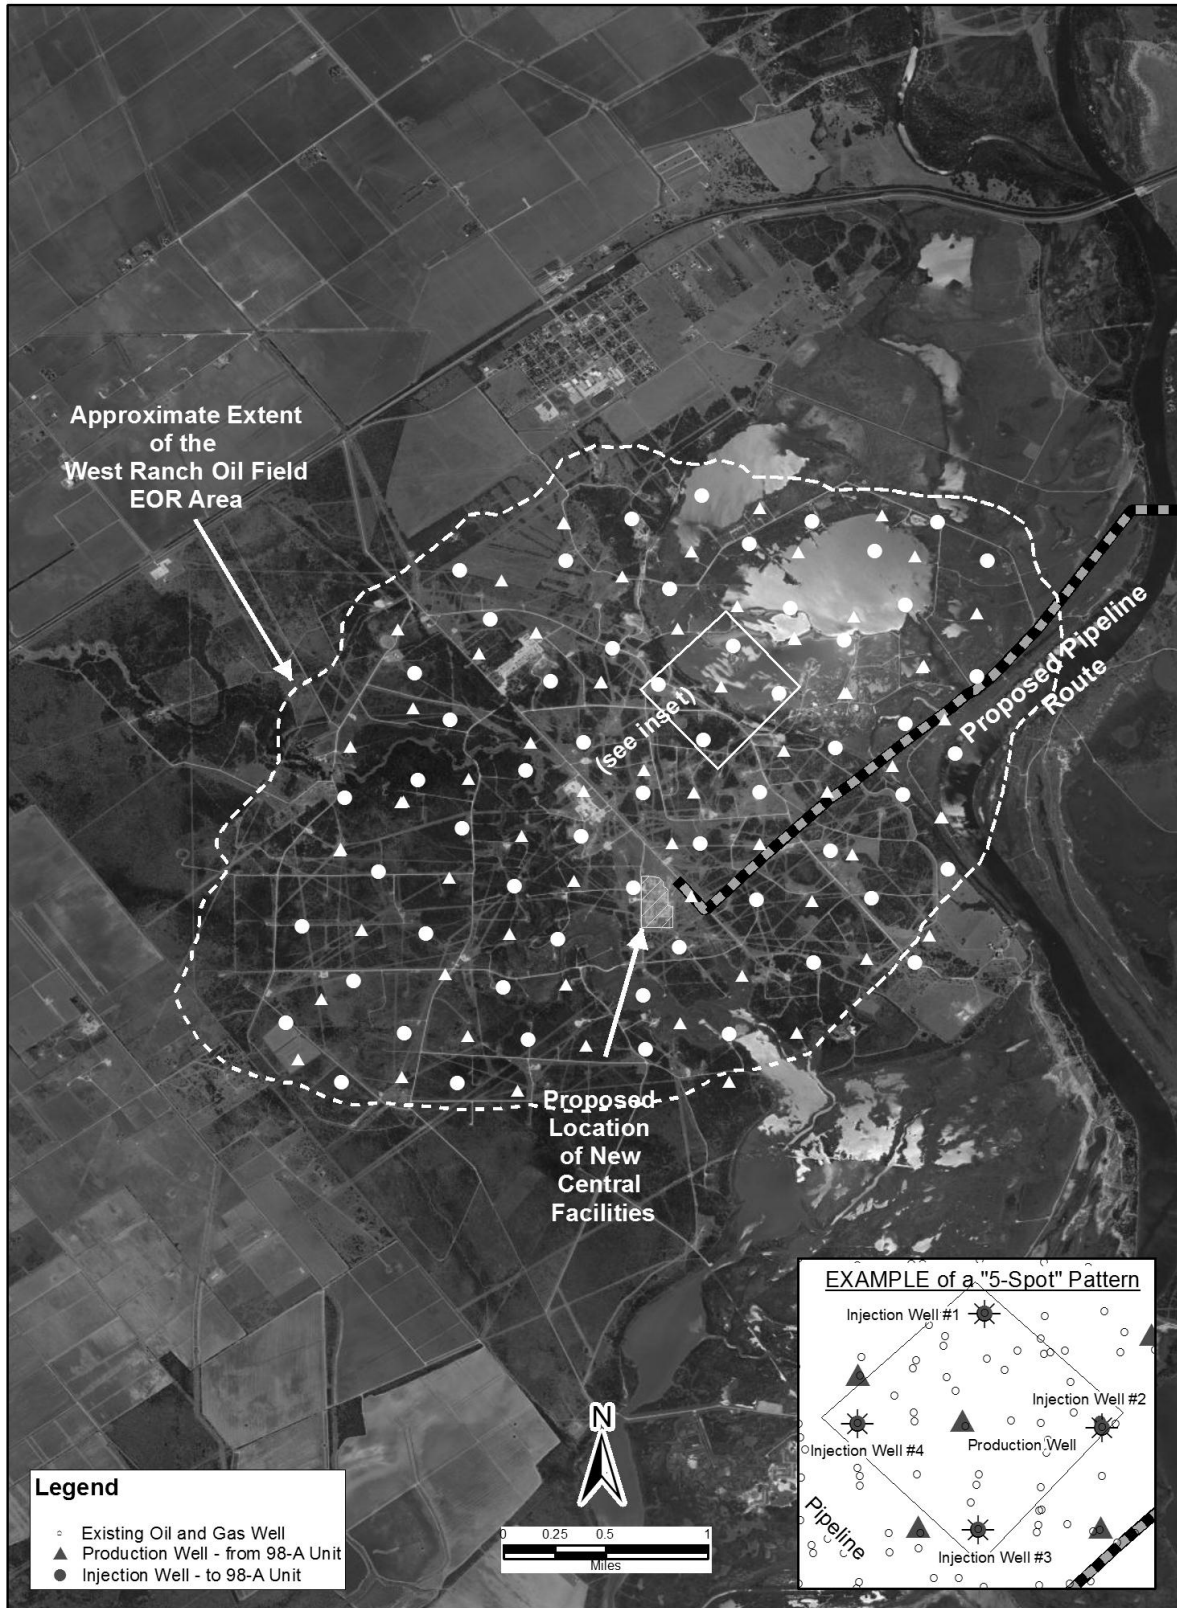 Approximate Extent
of the
West Ranch Oil Field
EOR Area
Proposed Pipeline
Route
(see inset)
Proposed
Location
of New
Central
Facilities
EXAMPLE of a "5-Spot" Pattern
Injection Well #1
Injection Well #2
Injection Well #4
Production Well
Injection Well #3
Pipeline
N
0 0.25 0.5 1
Miles
Legend
Existing Oil and Gas Well
Production Well - from 98-A Unit
Injection Well - to 98-A Unit